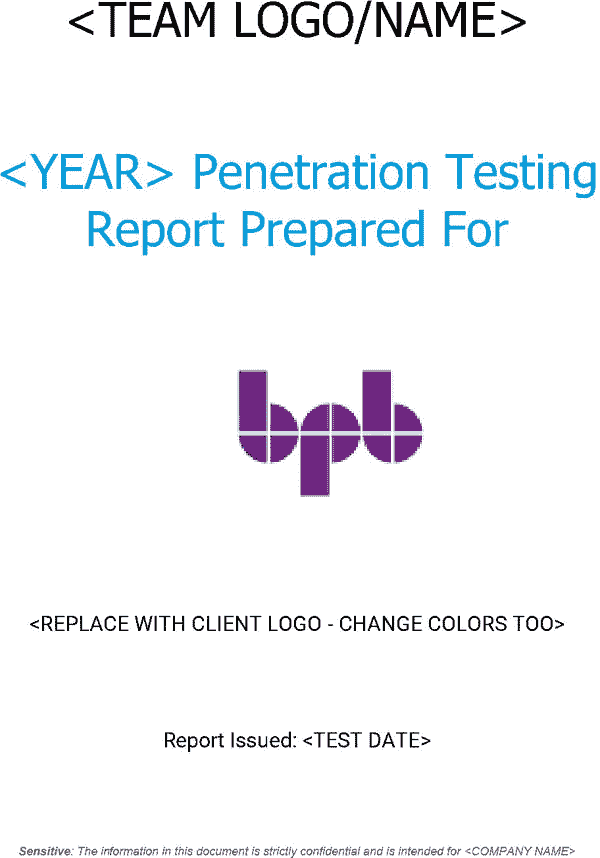 <TEAM LOGO/NAME>
<YEAR> Penetration Testing
Report Prepared For
bpb
<REPLACE WITH CLIENT LOGO - CHANGE COLORS TOO>
Report Issued: <TEST DATE>
Sensitive: The information in this document is strictly confidential and is intended for <COMPANY NAME>